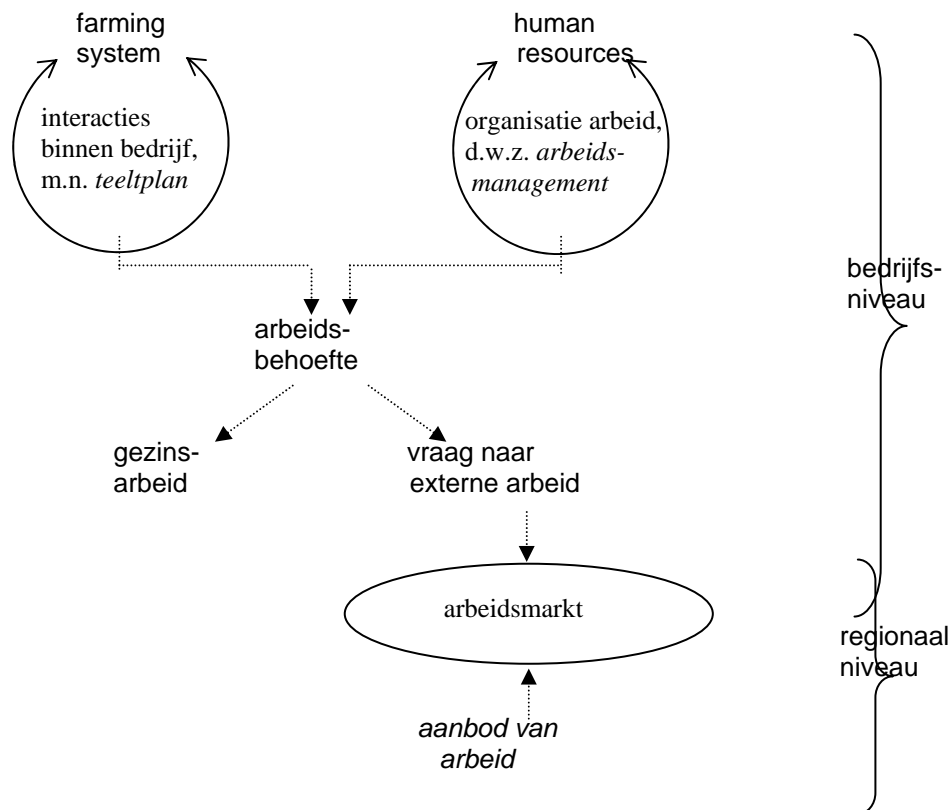 farming
system
human
resources
interacties
binnen bedrijf,
m.n. teeltplan
organisatie arbeid,
d.w.z. arbeids-
management
bedrijfs-
niveau
arbeids-
behoefte
gezins-
arbeid
vraag naar
externe arbeid
arbeidsmarkt
regionaal
niveau
aanbod van
arbeid